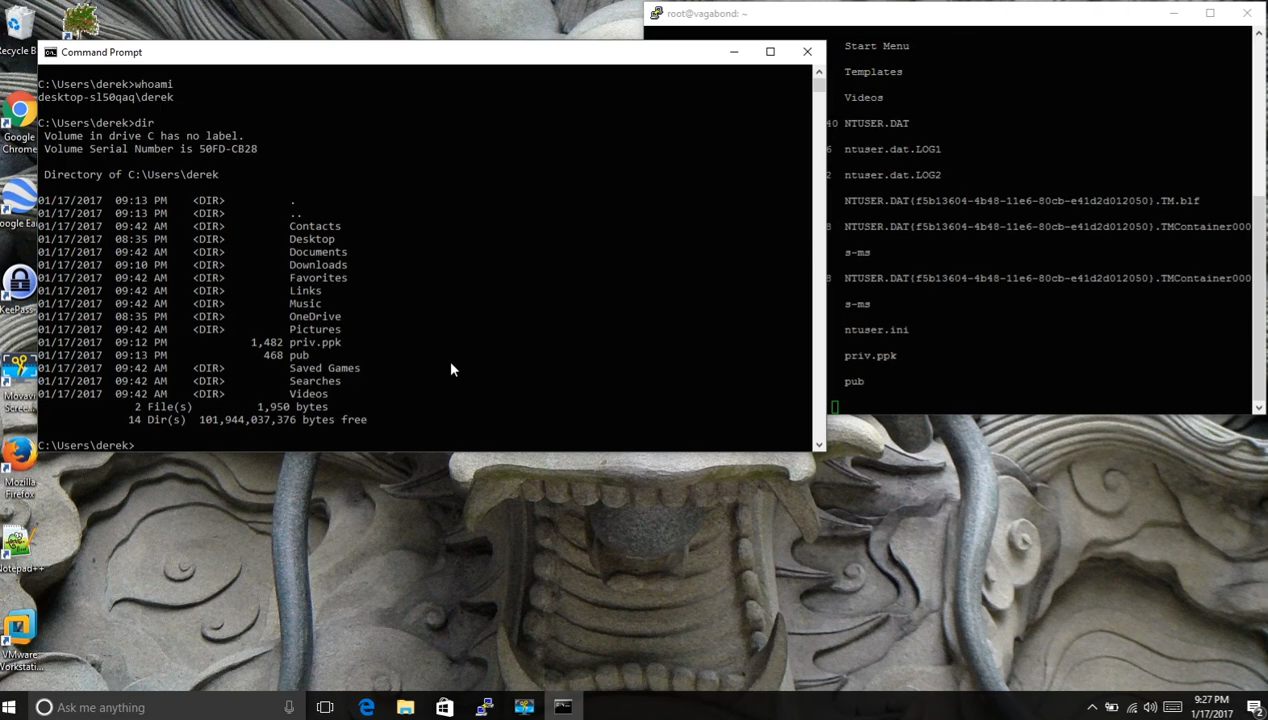 Recycle B
Google
Chrome
oogle Ear
KeePass
Movavi
Scree...
Mozilla
Firefox
Notepad++
VMware
Workstati...
Command Prompt
C:\Users\derek>whoami
desktop-sl50qaq\derek
C:\Users\derek>dir
Volume in drive C has no label.
Volume Serial Number is 50FD-CB28
Directory of C:\Users\derek
01/17/2017 09:13 PM <DIR> .
01/17/2017 09:13 PM <DIR> ..
01/17/2017 09:42 AM <DIR> Contacts
01/17/2017 08:35 PM <DIR> Desktop
01/17/2017 09:42 AM <DIR> Documents
01/17/2017 09:10 PM <DIR> Downloads
01/17/2017 09:42 AM <DIR> Favorites
01/17/2017 09:42 AM <DIR> Links
01/17/2017 09:42 AM <DIR> Music
01/17/2017 08:35 PM <DIR> OneDrive
01/17/2017 09:42 AM <DIR> Pictures
01/17/2017 09:12 PM 1,482 priv.ppk
01/17/2017 09:13 PM 468 pub
01/17/2017 09:42 AM <DIR> Saved Games
01/17/2017 09:42 AM <DIR> Searches
01/17/2017 09:42 AM <DIR> Videos
2 File(s) 1,950 bytes
14 Dir(s) 101,944,037,376 bytes free
C:\Users\derek>
root@vagabond: ~
Start Menu
Templates
Videos
40 NTUSER.DAT
6 ntuser.dat.LOG1
2 ntuser.dat.LOG2
NTUSER.DAT{f5b13604-4b48-11e6-80cb-e41d2d012050}.TM.blf
8 NTUSER.DAT{f5b13604-4b48-11e6-80cb-e41d2d012050}.TMContainer000
s-ms
8 NTUSER.DAT{f5b13604-4b48-11e6-80cb-e41d2d012050}.TMContainer000
s-ms
ntuser.ini
priv.ppk
pub
Ask me anything
9:27 PM
1/17/2017
2